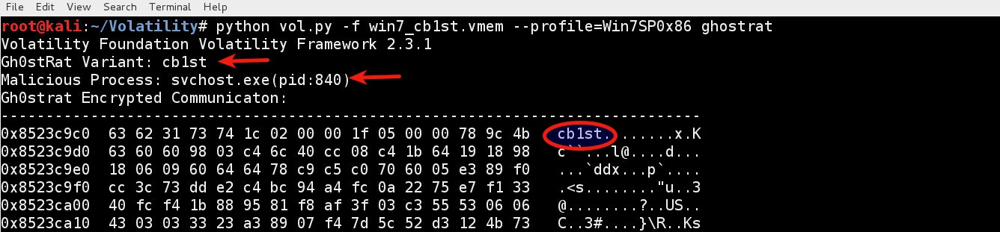 File Edit View Search Terminal Help
root@kali:~/Volatility# python vol.py -f win7_cb1st.vmem --profile=Win7SP0x86 ghostrat
Volatility Foundation Volatility Framework 2.3.1
Gh0stRat Variant: cb1st
Malicious Process: svchost.exe(pid:840)
Gh0strat Encrypted Communicaton:
------------------------------------------------------------------------------
0x8523c9c0 63 62 31 73 74 1c 02 00 00 1f 05 00 00 78 9c 4b cb1st........x.K
0x8523c9d0 63 60 60 98 03 c4 6c 40 cc 08 c4 1b 64 19 18 98 c``...l@....d...
0x8523c9e0 18 06 09 60 64 64 78 c9 c5 c0 70 60 06 e3 89 f0 ...`ddx...p`....
0x8523c9f0 cc 3c 73 dd e2 c4 bc 94 a4 fc 0a 22 75 e7 f1 33 .<s........"u..3
0x8523ca00 40 fc f4 1b 88 95 81 f8 af 3f 03 c3 55 53 06 06 @........?..US..
0x8523ca10 43 03 03 33 23 a3 89 07 f4 7d 5c 52 d3 12 4b 73 C..3#....}\R..Ks